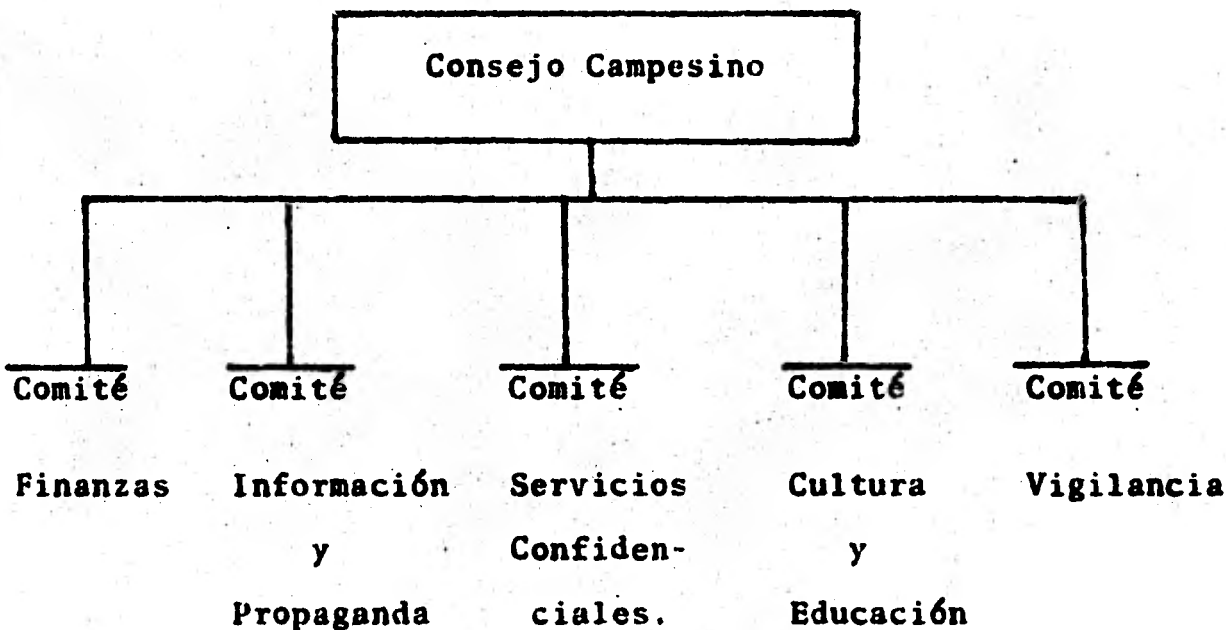 Consejo Campesino
Comité Comité Comité Comité Comité
Finanzas Información Servicios Cultura Vigilancia
y Confiden- y
Propaganda ciales. Educación